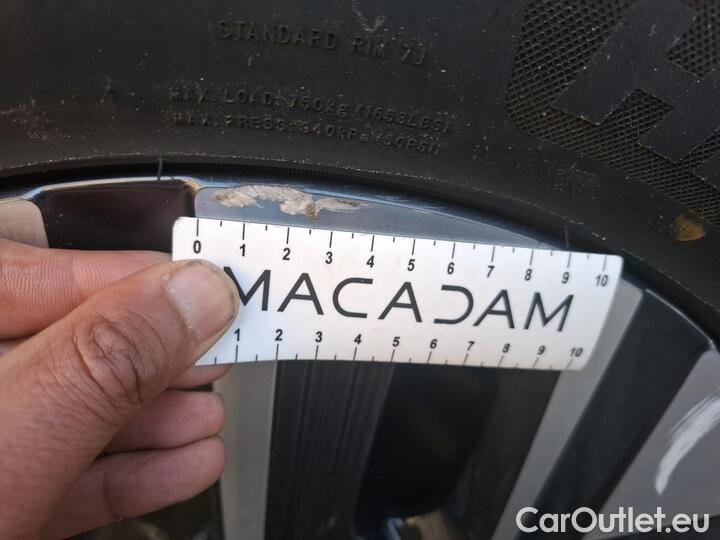 STANDARD RIM 7J
MAX. LOAD: 750KG (1653LBS)
MAX. PRESS: 340KPa (50PSI)
0 1 2 3 4 5 6 7 8 9 10
MACADAM
1 2 3 4 5 6 7 8 9 10
CarOutlet.eu